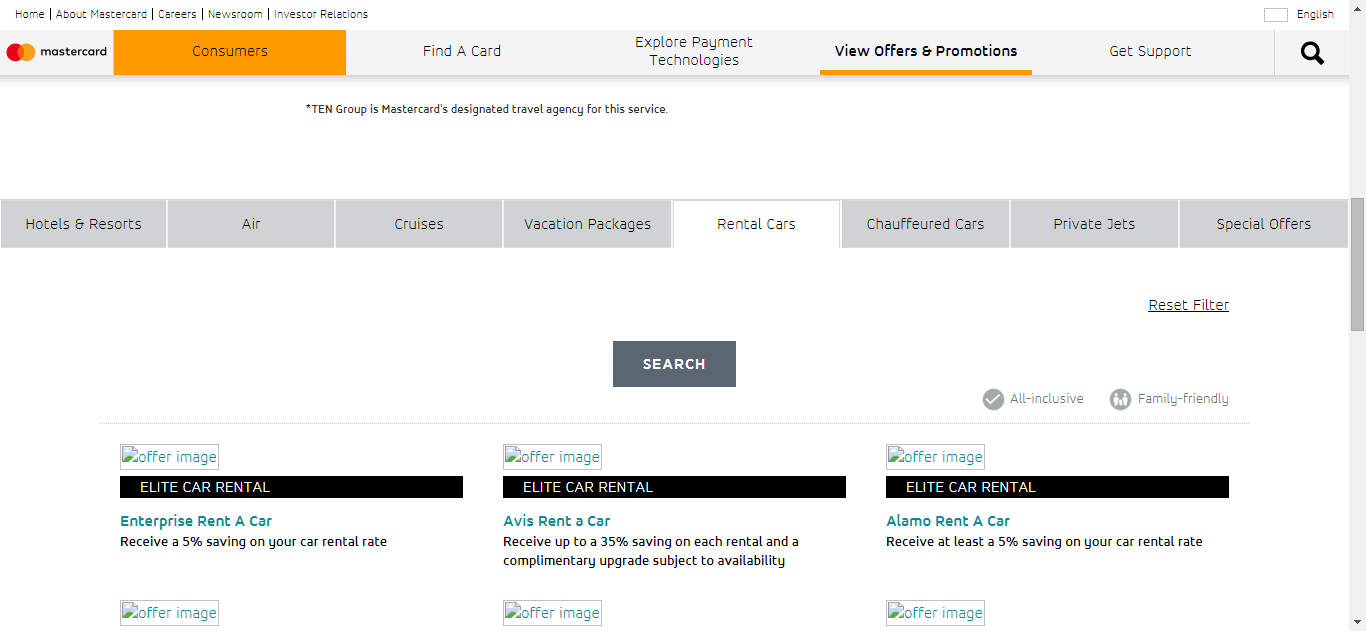 Home | About Mastercard | Careers | Newsroom | Investor Relations
English
mastercard
Consumers
Find A Card
Explore Payment
Technologies
View Offers & Promotions
Get Support
*TEN Group is Mastercard's designated travel agency for this service.
Hotels & Resorts
Air
Cruises
Vacation Packages
Rental Cars
Chauffeured Cars
Private Jets
Special Offers
Reset Filter
SEARCH
All-inclusive
Family-friendly
offer image
ELITE CAR RENTAL
Enterprise Rent A Car
Receive a 5% saving on your car rental rate
offer image
ELITE CAR RENTAL
Avis Rent a Car
Receive up to a 35% saving on each rental and a
complimentary upgrade subject to availability
offer image
ELITE CAR RENTAL
Alamo Rent A Car
Receive at least a 5% saving on your car rental rate
offer image
offer image
offer image